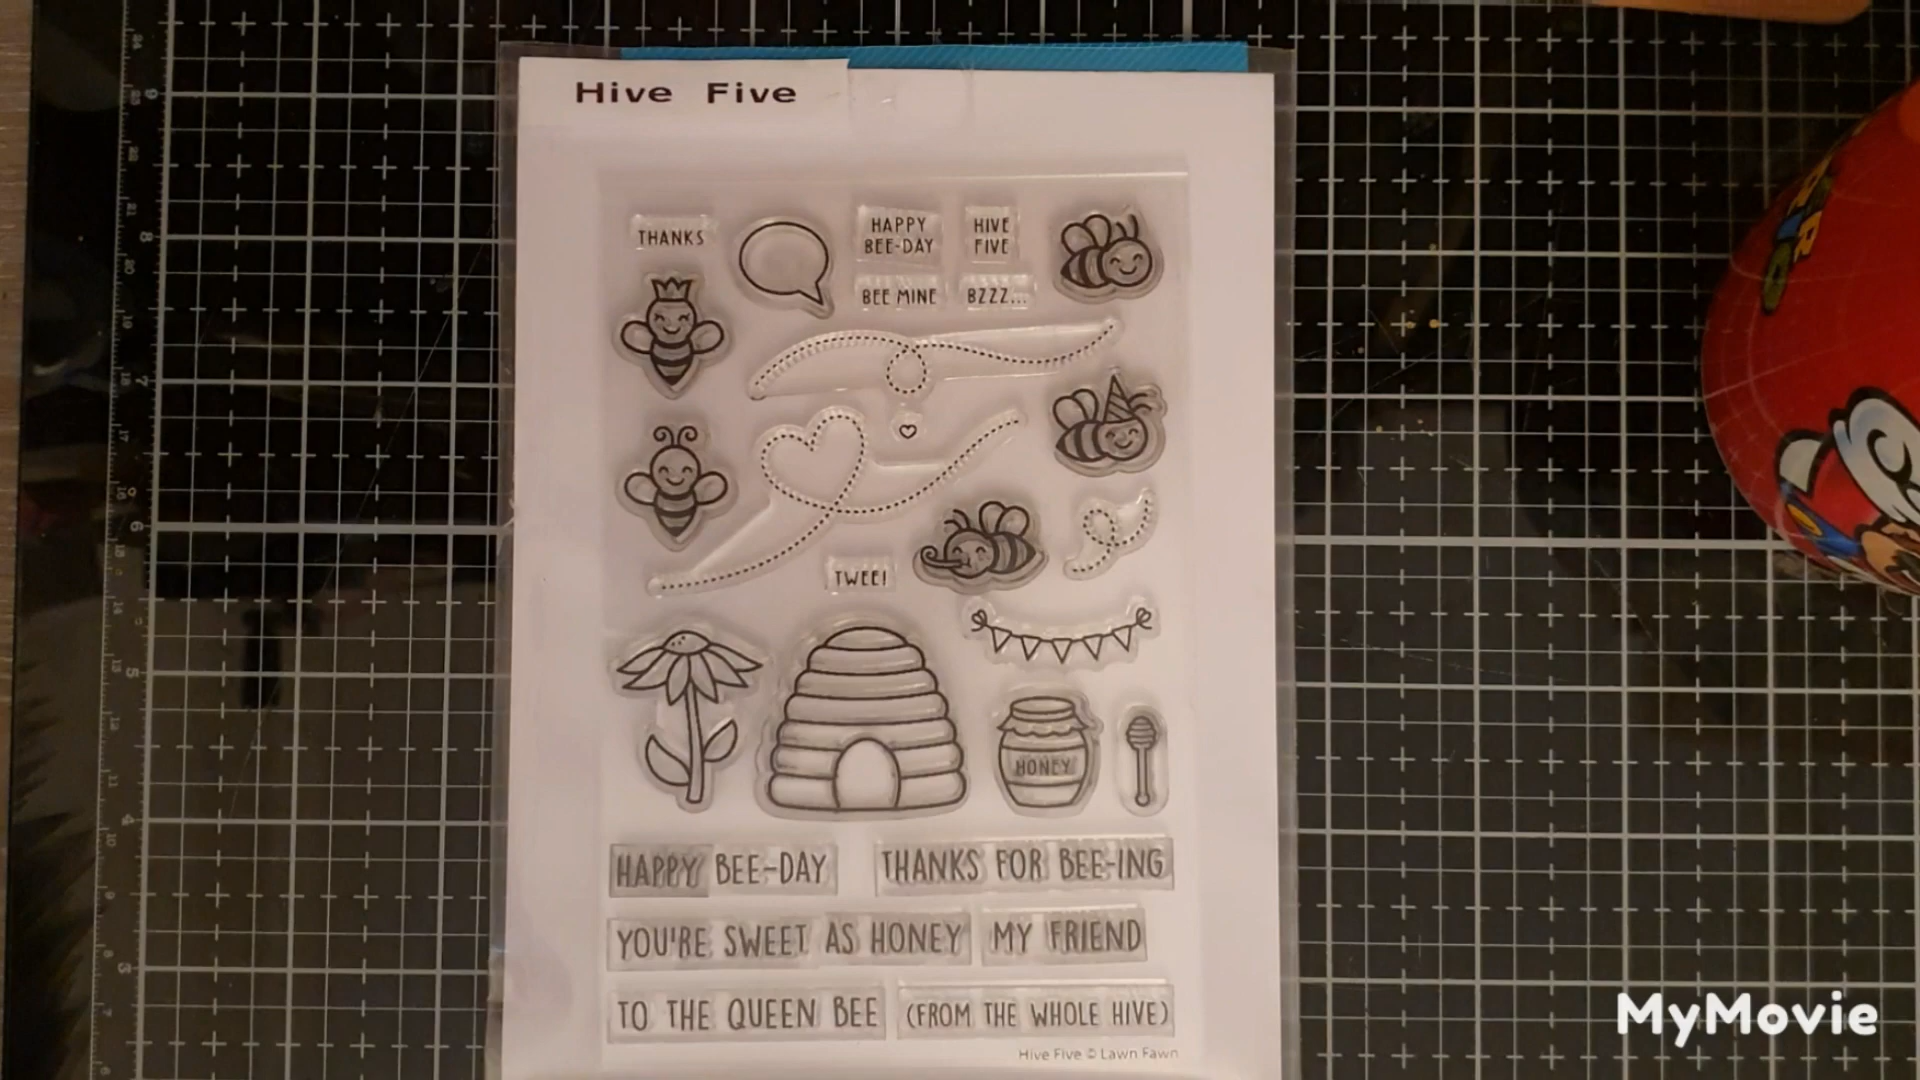 Hive Five
THANKS
HAPPY
BEE-DAY
HIVE
FIVE
BEE MINE
BZZZ...
TWEE!
HONEY
HAPPY BEE-DAY
THANKS FOR BEE-ING
YOU'RE SWEET AS HONEY
MY FRIEND
TO THE QUEEN BEE
(FROM THE WHOLE HIVE)
Hive Five © Lawn Fawn
MyMovie